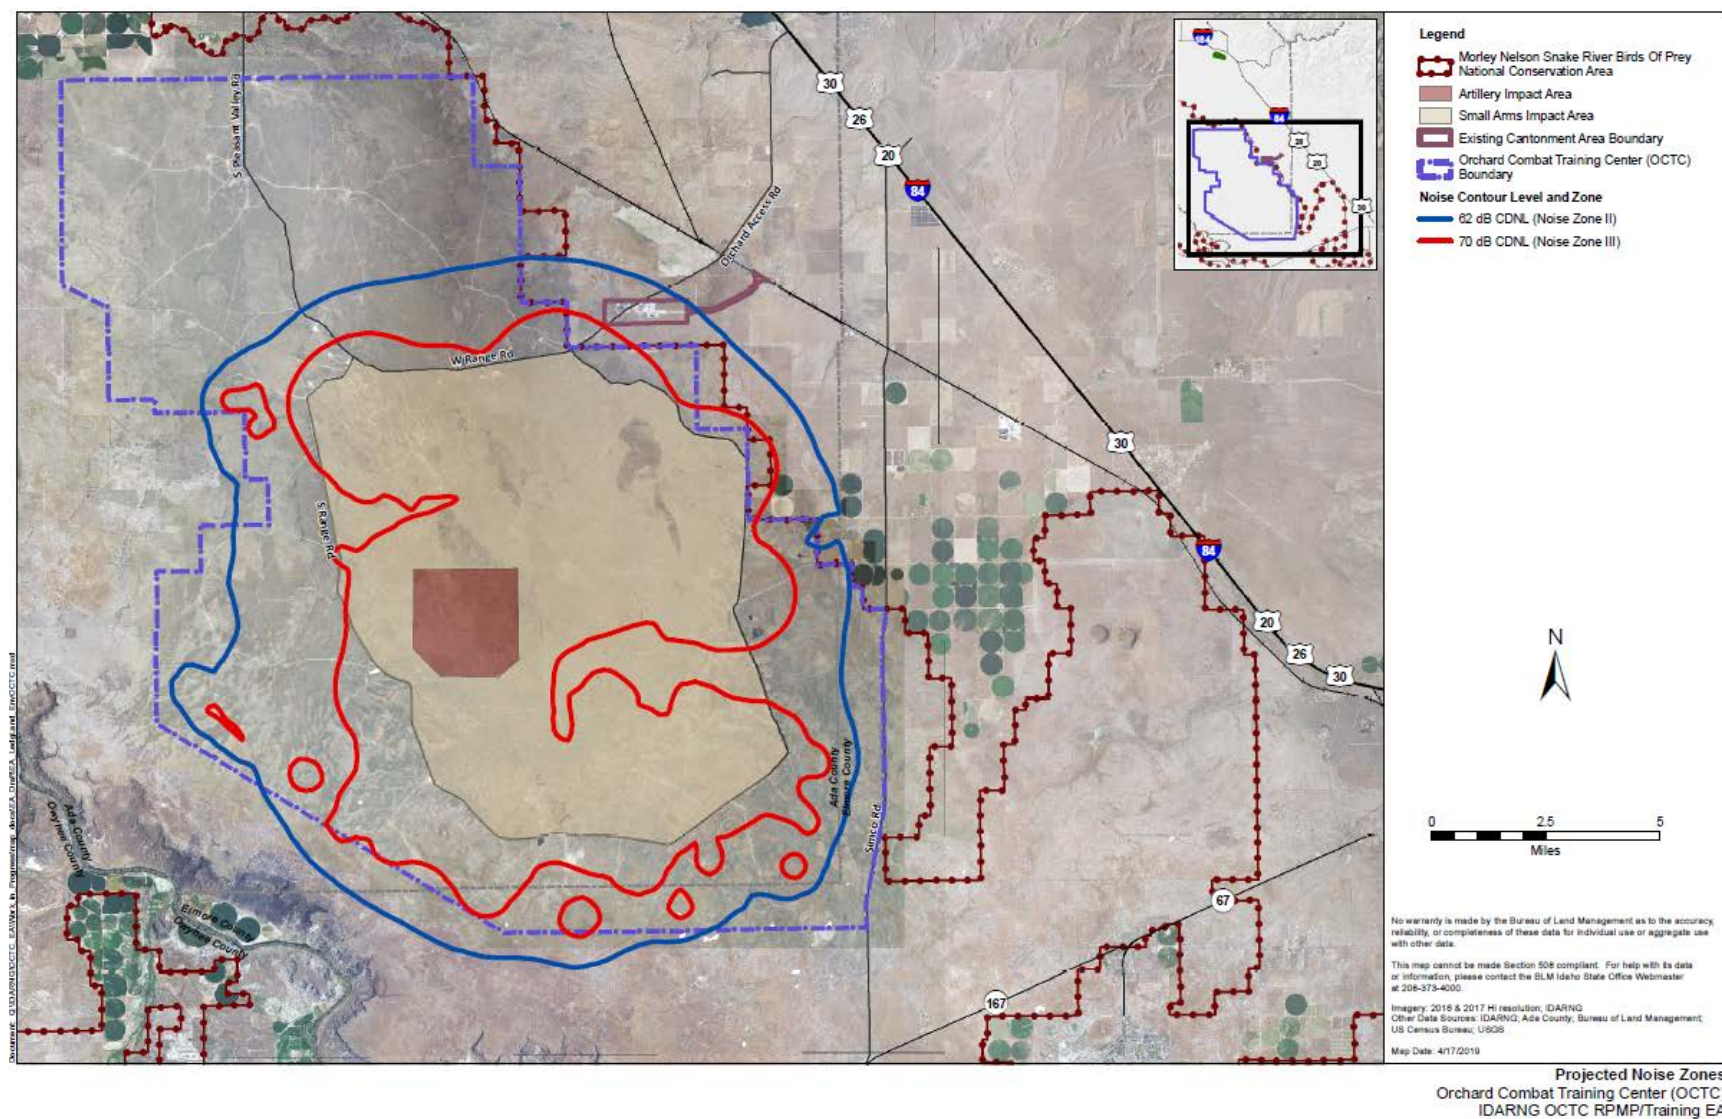 Legend
Morley Nelson Snake River Birds Of Prey
National Conservation Area
Artillery Impact Area
Small Arms Impact Area
Existing Cantonment Area Boundary
Orchard Combat Training Center (OCTC)
Boundary
Noise Contour Level and Zone
62 dB CDNL (Noise Zone II)
70 dB CDNL (Noise Zone III)
S Pleasant Valley Rd
Orchard Access Rd
W Range Rd
S Range Rd
Simco Rd
Ada County
Elmore County
Ada County
Owyhee County
Elmore County
Owyhee County
30
26
20
84
30
84
20
26
30
67
167
184
84
26
20
30
N
0 2.5 5
Miles
No warranty is made by the Bureau of Land Management as to the accuracy,
reliability, or completeness of these data for individual use or aggregate use
with other data.
This map cannot be made Section 508 compliant. For help with its data
or information, please contact the BLM Idaho State Office Webmaster
at 208-373-4000.
Imagery: 2016 & 2017 Hi resolution; IDARNG
Other Data Sources: IDARNG; Ada County; Bureau of Land Management;
US Census Bureau; USGS
Map Date: 4/17/2019
Projected Noise Zones
Orchard Combat Training Center (OCTC
IDARNG OCTC RPMP/Training EA